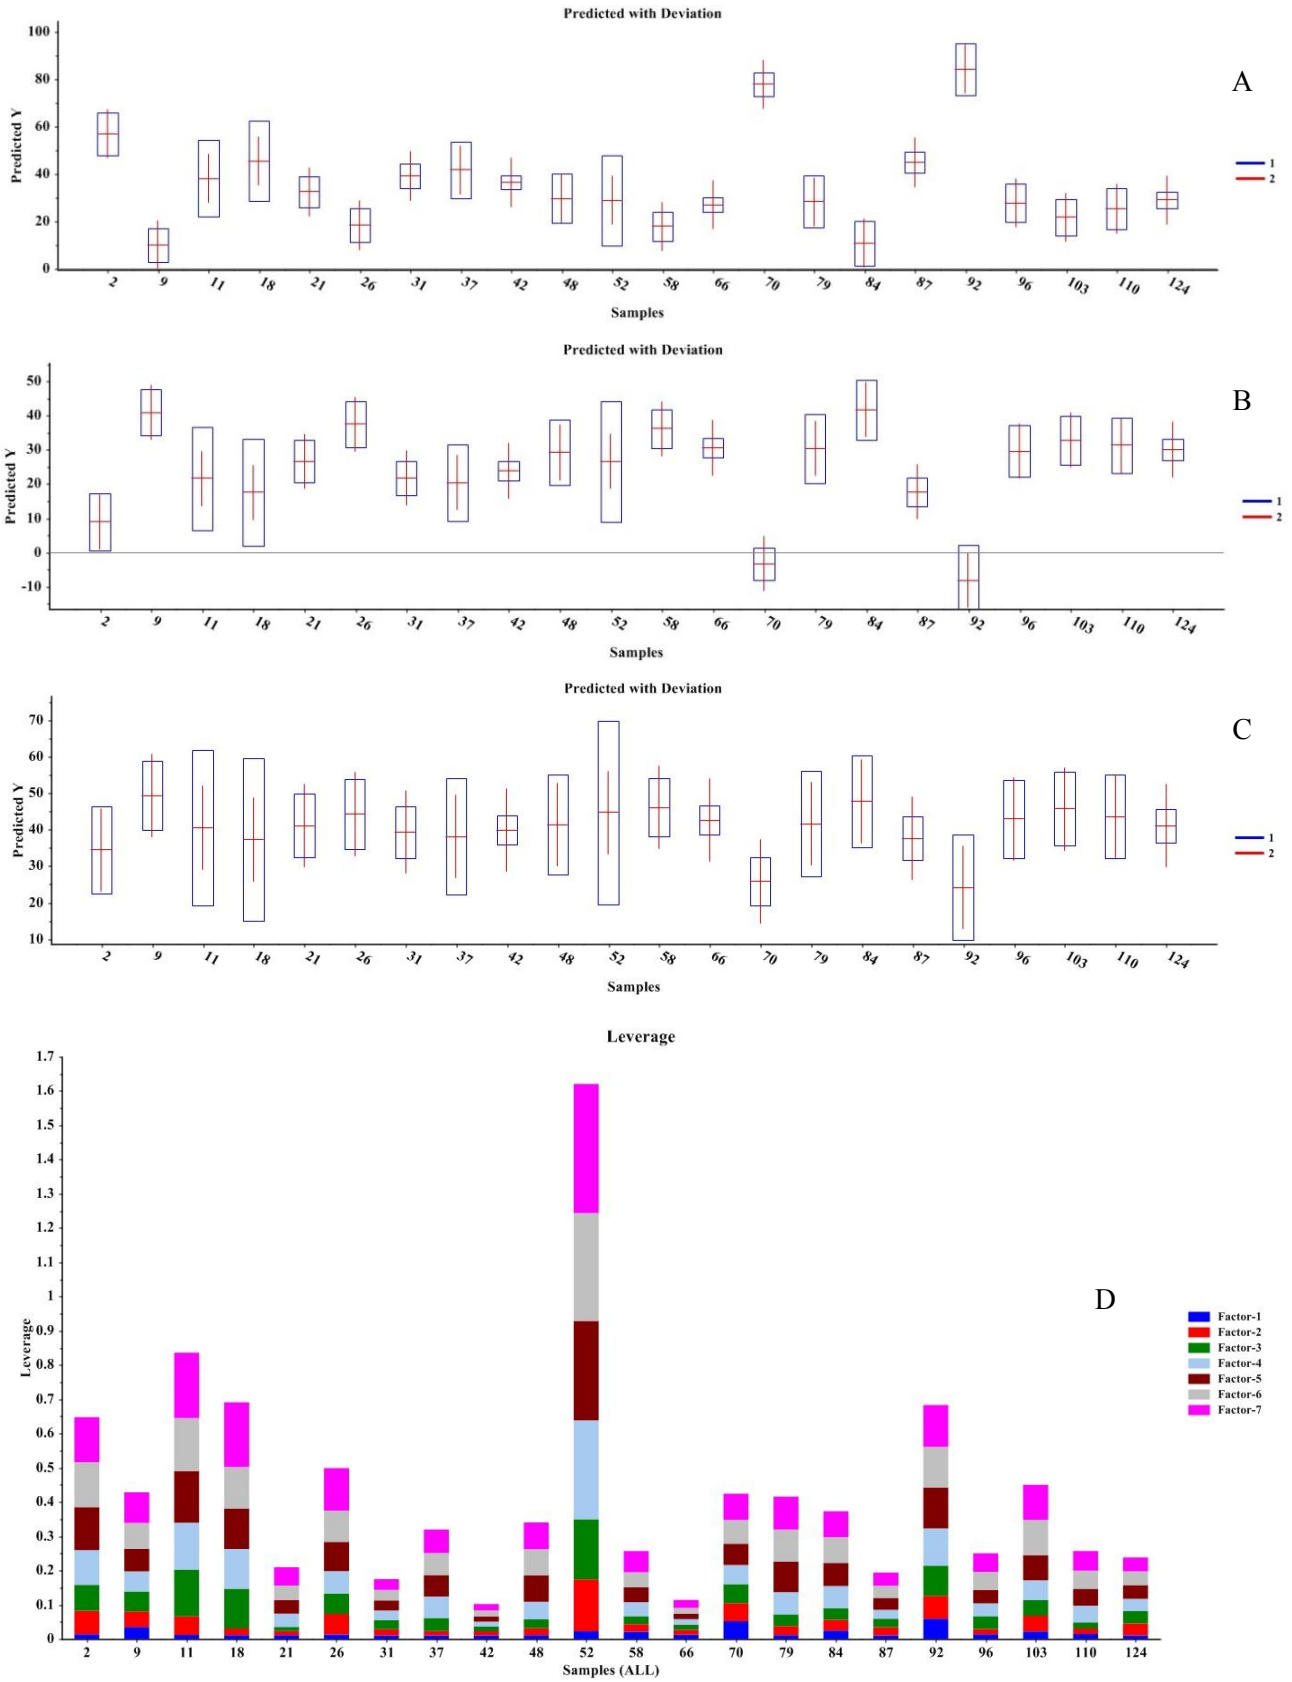 Predicted with Deviation
100
80
60
40
20
0
Predicted Y
A
1
2
2 9 11 18 21 26 31 37 42 48 52 58 66 70 79 84 87 92 96 103 110 124
Samples
Predicted with Deviation
50
40
30
20
10
0
-10
Predicted Y
B
1
2
2 9 11 18 21 26 31 37 42 48 52 58 66 70 79 84 87 92 96 103 110 124
Samples
Predicted with Deviation
70
60
50
40
30
20
10
Predicted Y
C
1
2
2 9 11 18 21 26 31 37 42 48 52 58 66 70 79 84 87 92 96 103 110 124
Samples
Leverage
1.7
1.6
1.5
1.4
1.3
1.2
1.1
1
0.9
0.8
0.7
0.6
0.5
0.4
0.3
0.2
0.1
0
Leverage
D
Factor-1
Factor-2
Factor-3
Factor-4
Factor-5
Factor-6
Factor-7
2 9 11 18 21 26 31 37 42 48 52 58 66 70 79 84 87 92 96 103 110 124
Samples (ALL)